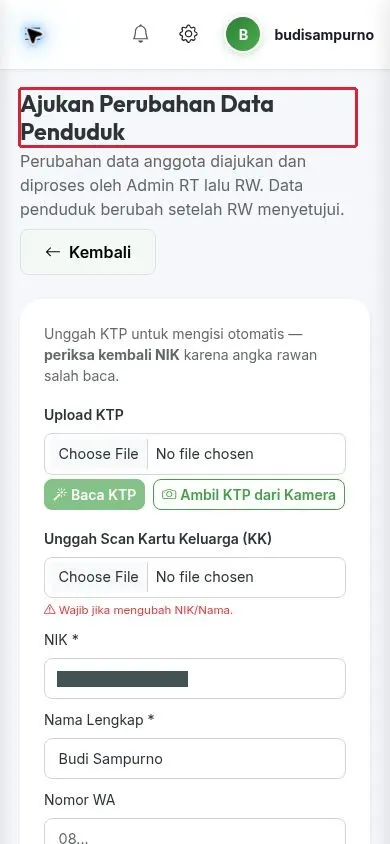 B
budisampurno
Ajukan Perubahan Data
Penduduk
Perubahan data anggota diajukan dan
diproses oleh Admin RT lalu RW. Data
penduduk berubah setelah RW menyetujui.
← Kembali
Unggah KTP untuk mengisi otomatis —
periksa kembali NIK karena angka rawan
salah baca.
Upload KTP
Choose File No file chosen
Baca KTP
Ambil KTP dari Kamera
Unggah Scan Kartu Keluarga (KK)
Choose File No file chosen
Wajib jika mengubah NIK/Nama.
NIK *
Nama Lengkap *
Budi Sampurno
Nomor WA
08...